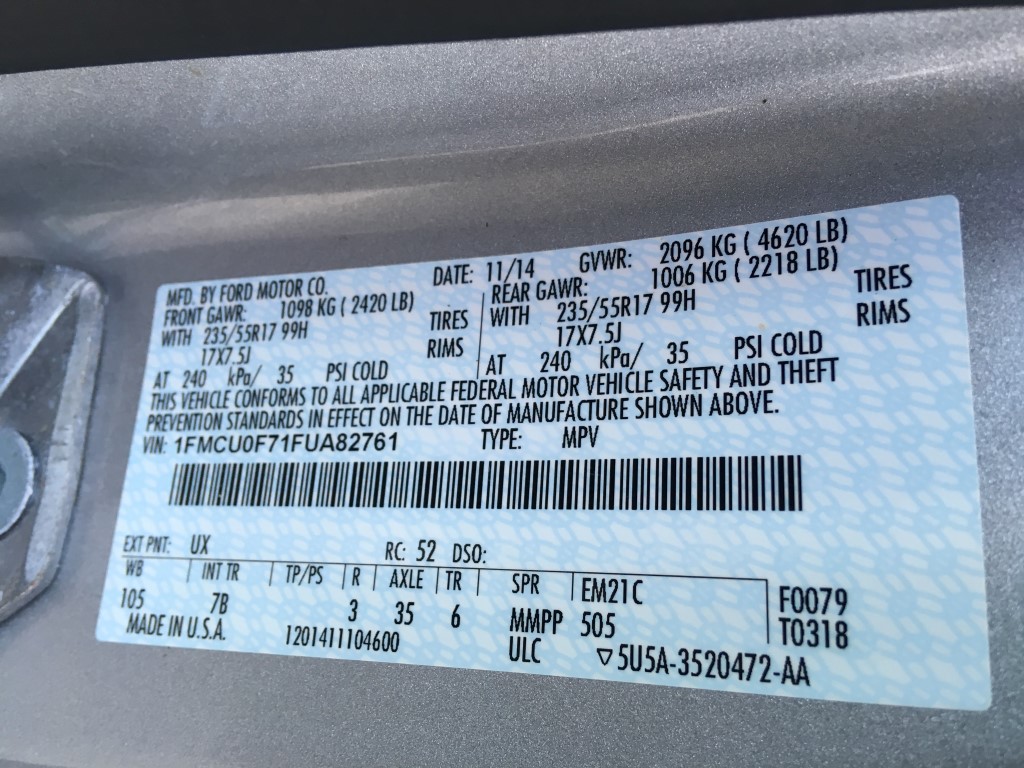 MFD. BY FORD MOTOR CO. DATE: 11/14 GVWR: 2096 KG ( 4620 LB)
FRONT GAWR: 1098 KG ( 2420 LB) REAR GAWR: 1006 KG ( 2218 LB)
WITH 235/55R17 99H TIRES WITH 235/55R17 99H TIRES
17X7.5J RIMS 17X7.5J RIMS
AT 240 kPa/ 35 PSI COLD AT 240 kPa/ 35 PSI COLD
THIS VEHICLE CONFORMS TO ALL APPLICABLE FEDERAL MOTOR VEHICLE SAFETY AND THEFT
PREVENTION STANDARDS IN EFFECT ON THE DATE OF MANUFACTURE SHOWN ABOVE.
VIN: 1FMCU0F71FUA82761 TYPE: MPV
EXT PNT: UX RC: 52 DSO:
WB INT TR TP/PS R AXLE TR SPR EM21C F0079
105 7B 3 35 6 MMPP 505 T0318
MADE IN U.S.A. 1201411104600 ULC ▽5U5A-3520472-AA